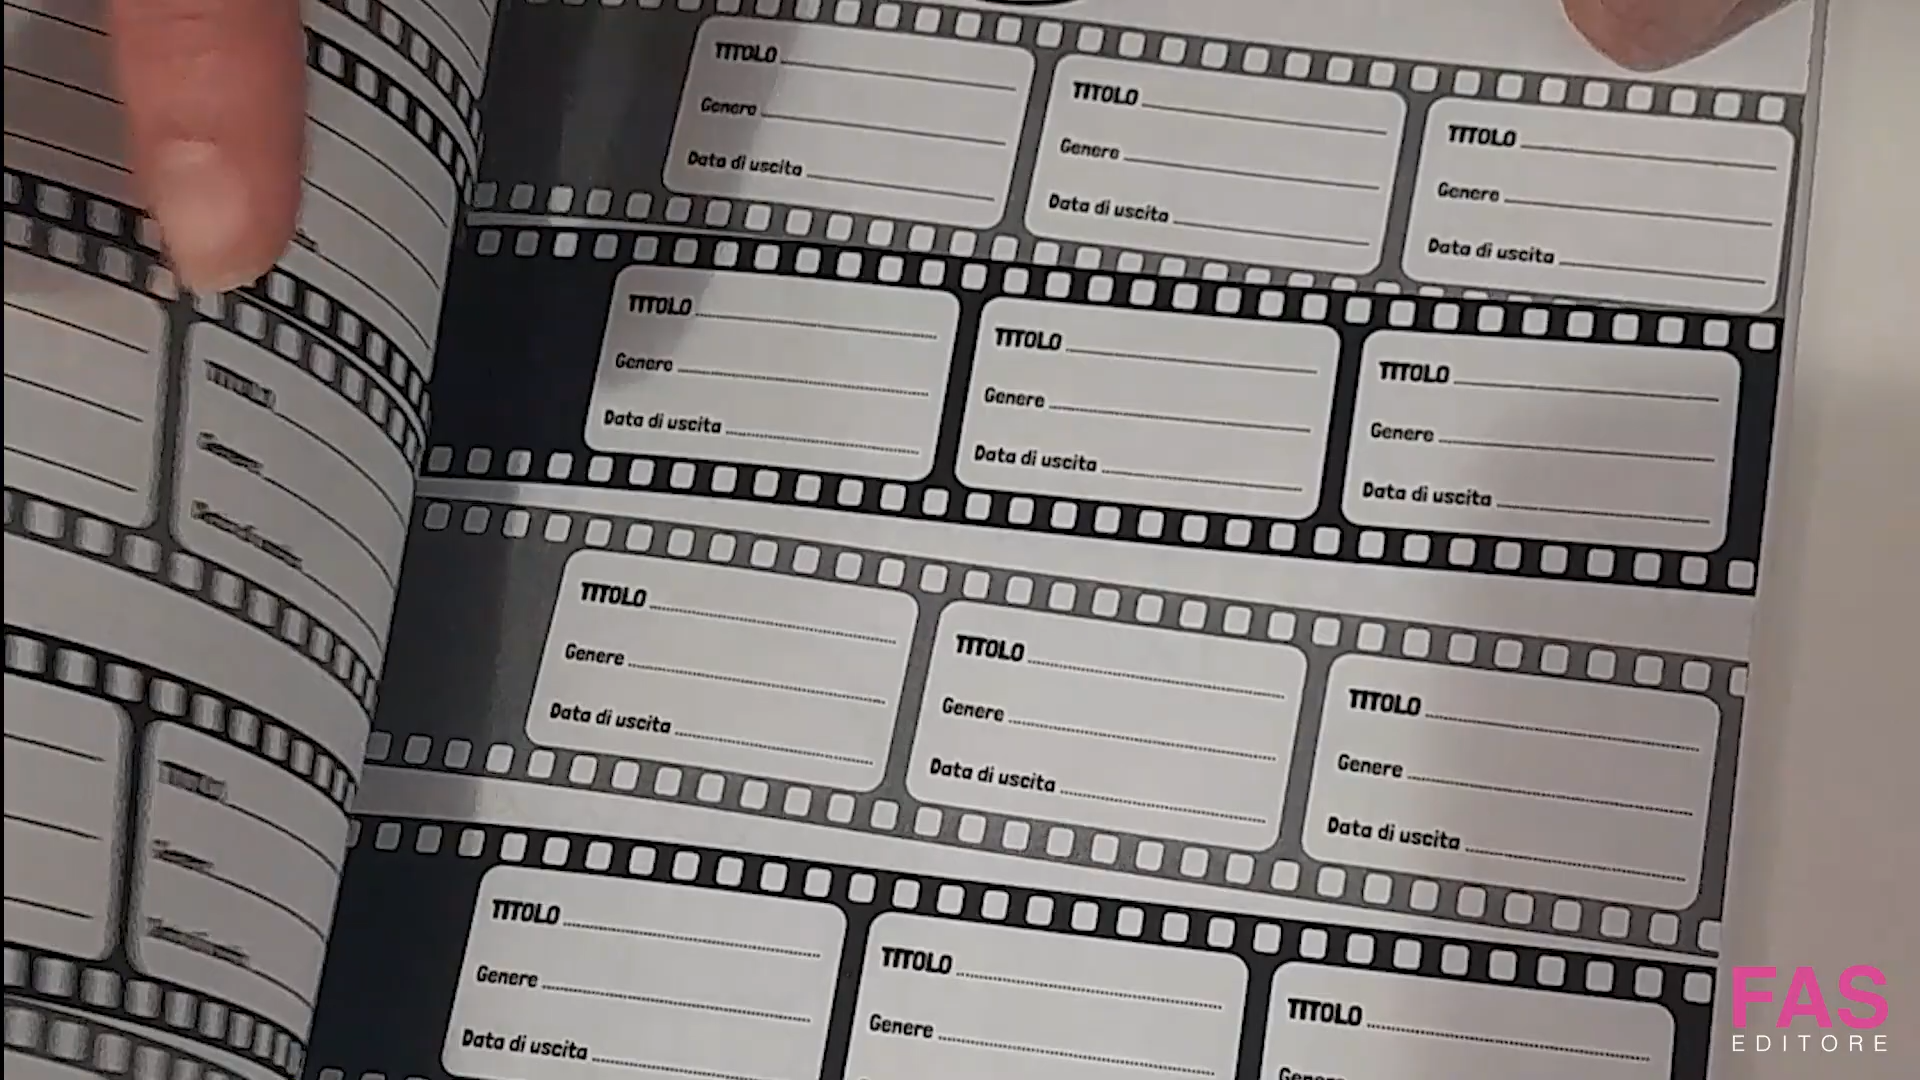 TITOLO
Genere
Data di uscita
TITOLO
Genere
Data di uscita
TITOLO
Genere
Data di uscita
TITOLO
Genere
Data di uscita
TITOLO
Genere
Data di uscita
TITOLO
Genere
Data di uscita
TITOLO
Genere
Data di uscita
TITOLO
Genere
Data di uscita
TITOLO
Genere
Data di uscita
TITOLO
Genere
Data di uscita
TITOLO
Genere
TITOLO
FAS
EDITORE